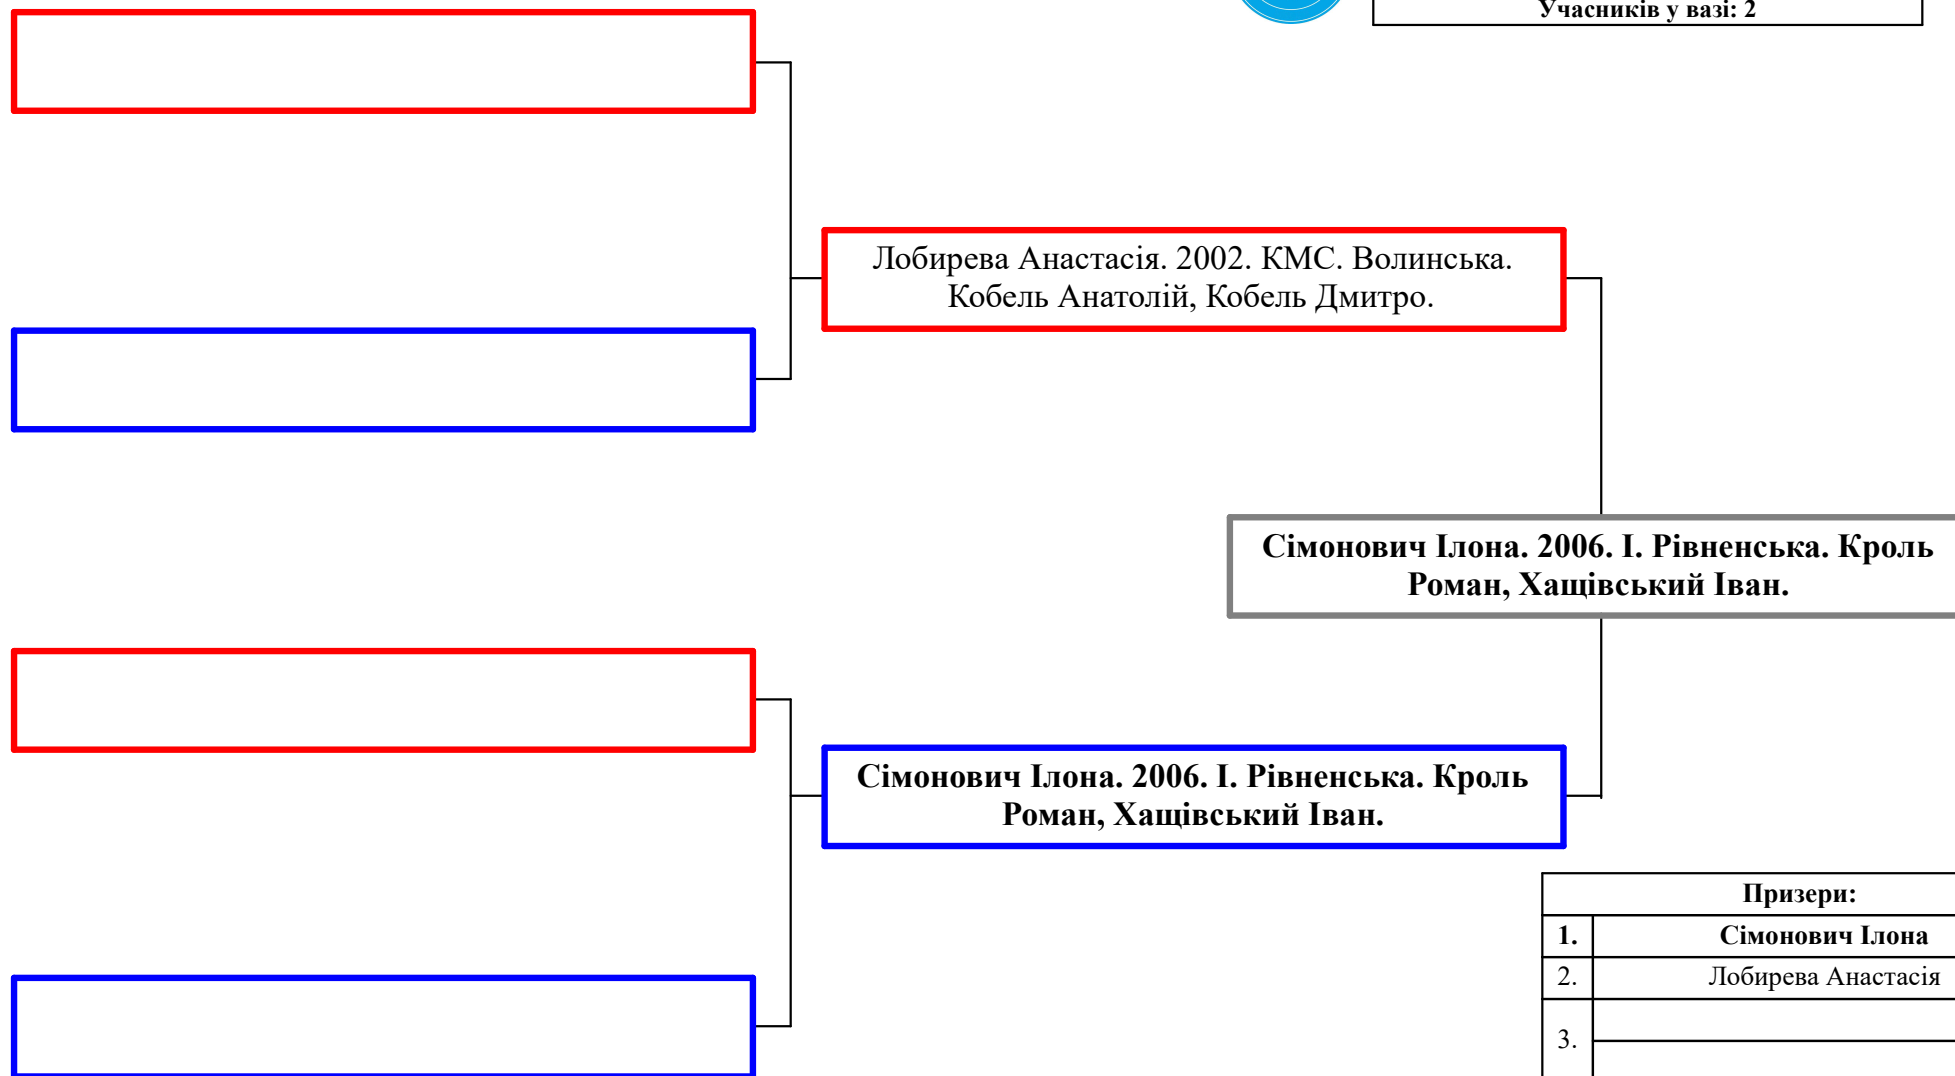 Учасників у вазі: 2
Лобирева Анастасія. 2002. КМС. Волинська.
Кобель Анатолій, Кобель Дмитро.
Сімонович Ілона. 2006. І. Рівненська. Кроль
Роман, Хащівський Іван.
Сімонович Ілона. 2006. І. Рівненська. Кроль
Роман, Хащівський Іван.
Призери:
1. Сімонович Ілона
2. Лобирева Анастасія
3.